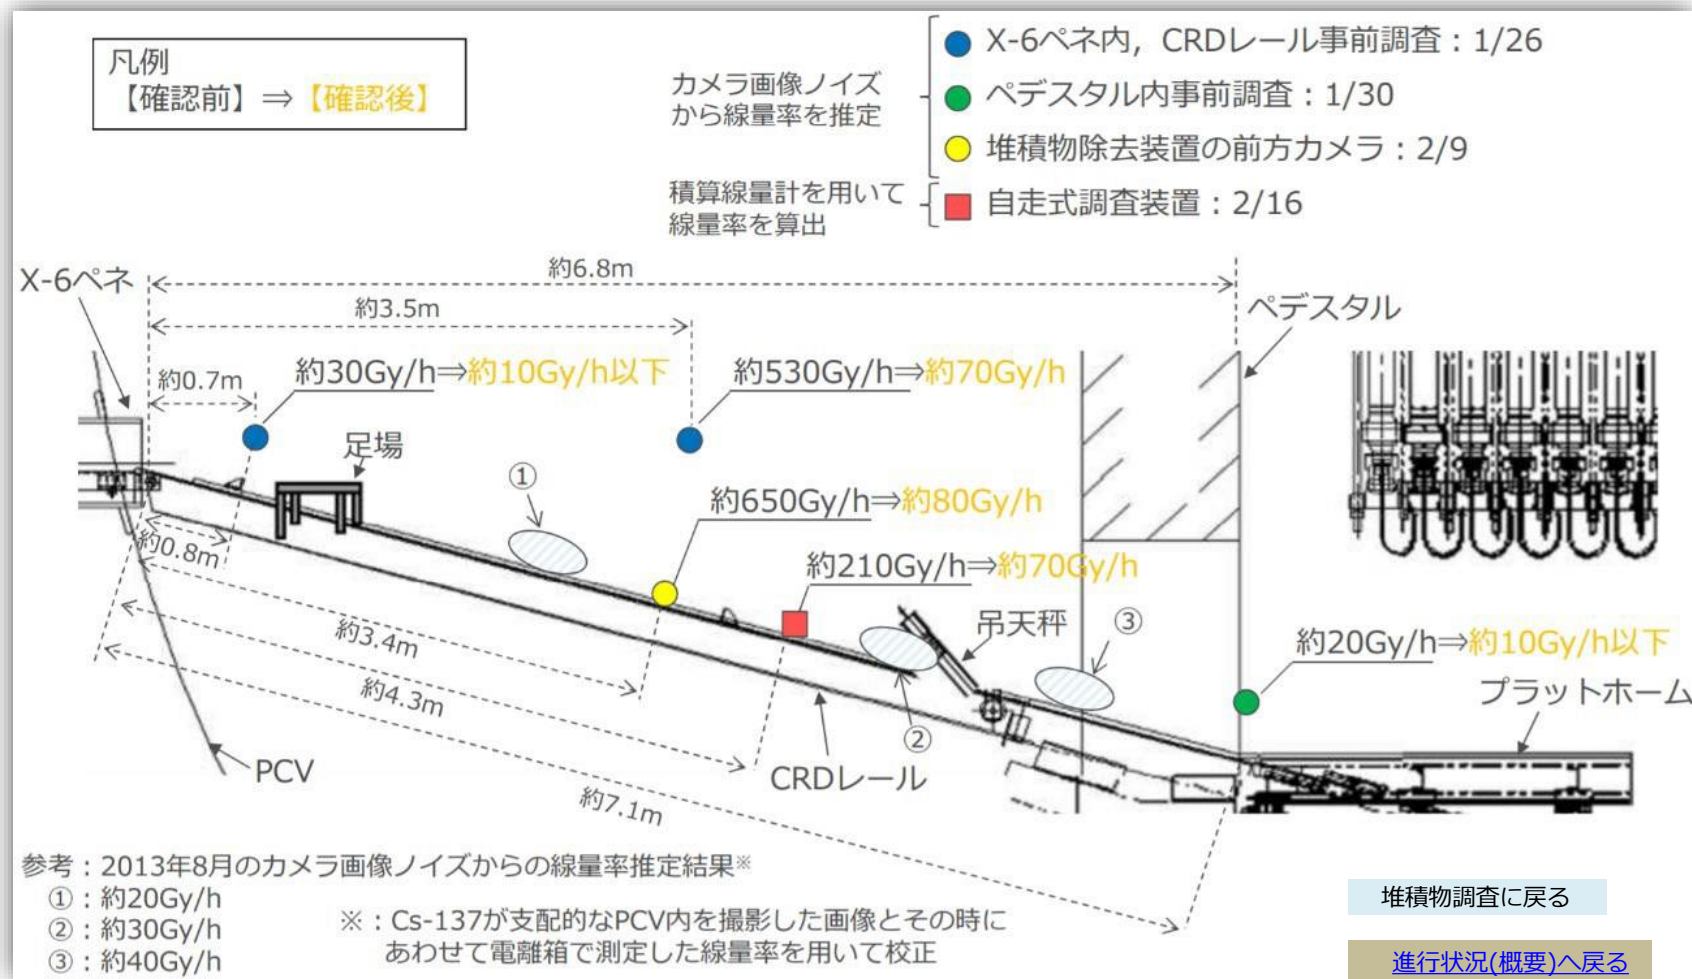 凡例
【確認前】⇒【確認後】
カメラ画像ノイズ
から線量率を推定
X-6ペネ内，CRDレール事前調査：1/26
ペデスタル内事前調査：1/30
堆積物除去装置の前方カメラ：2/9
積算線量計を用いて
線量率を算出
自走式調査装置：2/16
X-6ペネ
約6.8m
約3.5m
ペデスタル
約0.7m
約30Gy/h⇒約10Gy/h以下
約530Gy/h⇒約70Gy/h
足場
①
約650Gy/h⇒約80Gy/h
約0.8m
約210Gy/h⇒約70Gy/h
吊天秤
③
約3.4m
約20Gy/h⇒約10Gy/h以下
約4.3m
プラットホーム
②
PCV
CRDレール
約7.1m
参考：2013年8月のカメラ画像ノイズからの線量率推定結果※
①：約20Gy/h
②：約30Gy/h
③：約40Gy/h
※：Cs-137が支配的なPCV内を撮影した画像とその時に
あわせて電離箱で測定した線量率を用いて校正
堆積物調査に戻る
進行状況(概要)へ戻る